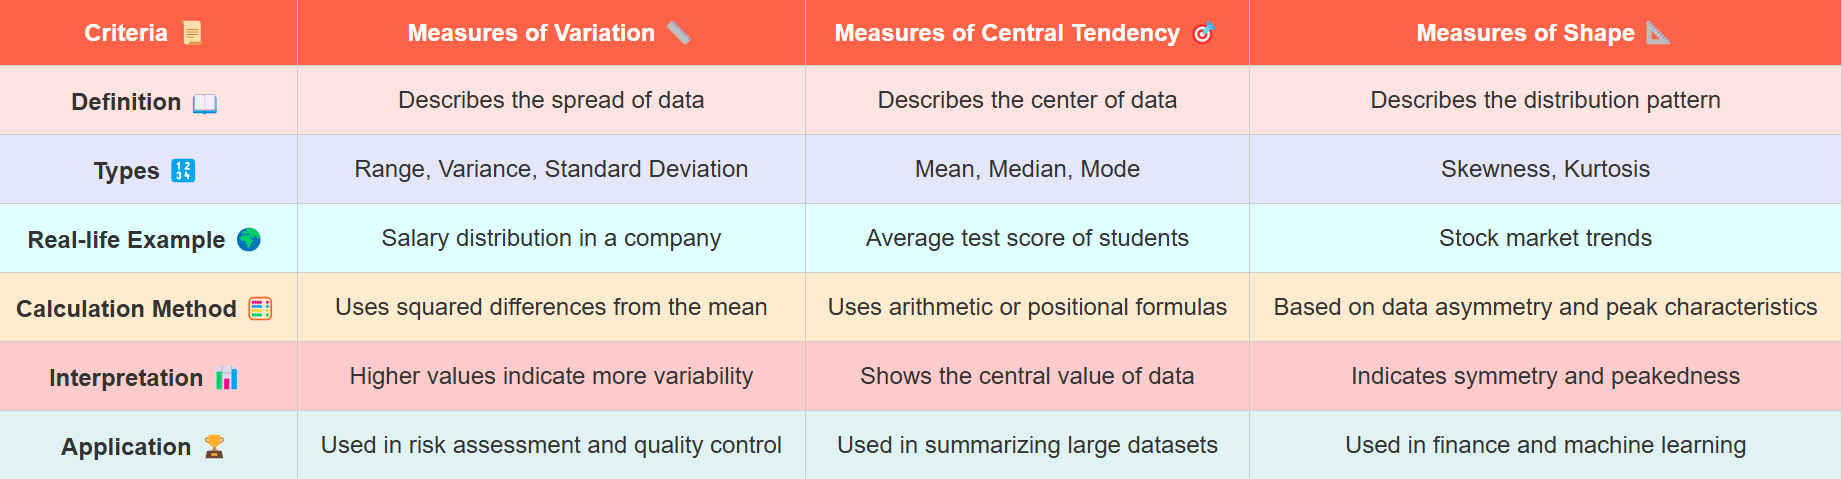 Criteria 📜 Measures of Variation 📏 Measures of Central Tendency 🎯 Measures of Shape 📐
Definition 📖 Describes the spread of data Describes the center of data Describes the distribution pattern
Types 🔢 Range, Variance, Standard Deviation Mean, Median, Mode Skewness, Kurtosis
Real-life Example 🌍 Salary distribution in a company Average test score of students Stock market trends
Calculation Method 🧮 Uses squared differences from the mean Uses arithmetic or positional formulas Based on data asymmetry and peak characteristics
Interpretation 📊 Higher values indicate more variability Shows the central value of data Indicates symmetry and peakedness
Application 🏆 Used in risk assessment and quality control Used in summarizing large datasets Used in finance and machine learning